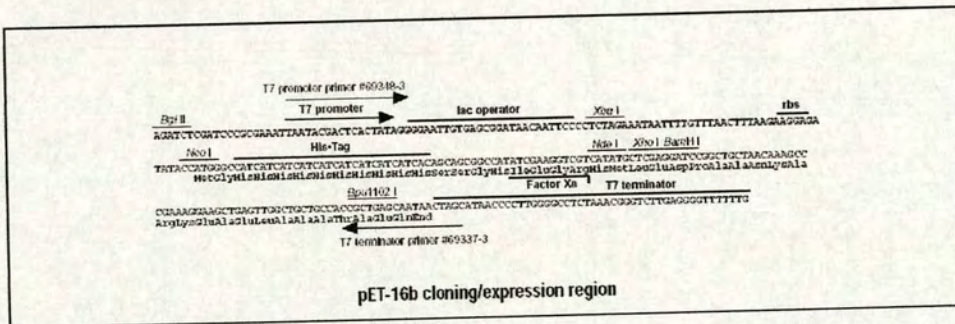 T7 promoter primer #69348-3
Bgl II T7 promoter lac operator Xba I rbs
AGATCTCGATCCCGCGAAATTAATACGACTCACTATAGGGGAATTGTGAGCGGATAACAATTCCCCTCTAGAAATAATTTTGTTTAACTTTAAGAAGGAGA
Nco I His•Tag Nde I Xho I BamH I
TATACCATGGGCCATCATCATCATCATCATCATCATCATCACAGCAGCGGCCATATCGAAGGTCGTCATATGCTCGAGGATCCGGCTGCTAACAAAGCC
MetGlyHisHisHisHisHisHisHisHisHisHisSerSerGlyHisIleGluGlyArgHisMetLeuGluAspProAlaAlaAsnLysAla
Bpu1102 I Factor Xa T7 terminator
CGAAAGGAAGCTGAGTTGGCTGCTGCCACCGCTGAGCAATAACTAGCATAACCCCTTGGGGCCTCTAAACGGGTCTTGAGGGGTTTTTTG
ArgLysGluAlaGluLeuAlaAlaAlaThrAlaGluGlnEnd
T7 terminator primer #69337-3
pET-16b cloning/expression region